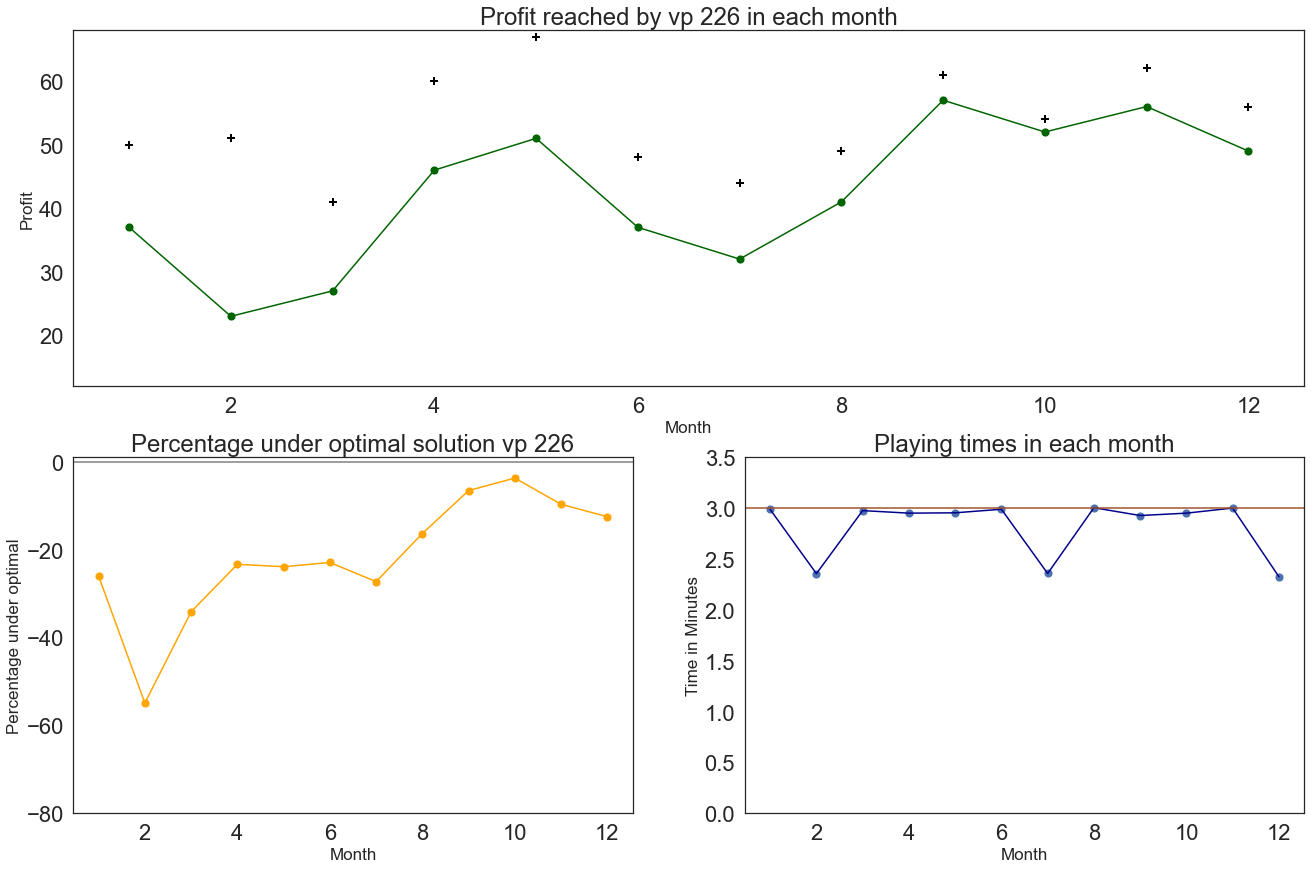 Profit reached by vp 226 in each month
60
50
40
30
20
Profit
2 4 6 8 10 12
Month
Percentage under optimal solution vp 226
0
−20
−40
−60
−80
Percentage under optimal
2 4 6 8 10 12
Month
Playing times in each month
3.5
3.0
2.5
2.0
1.5
1.0
0.5
0.0
Time in Minutes
2 4 6 8 10 12
Month